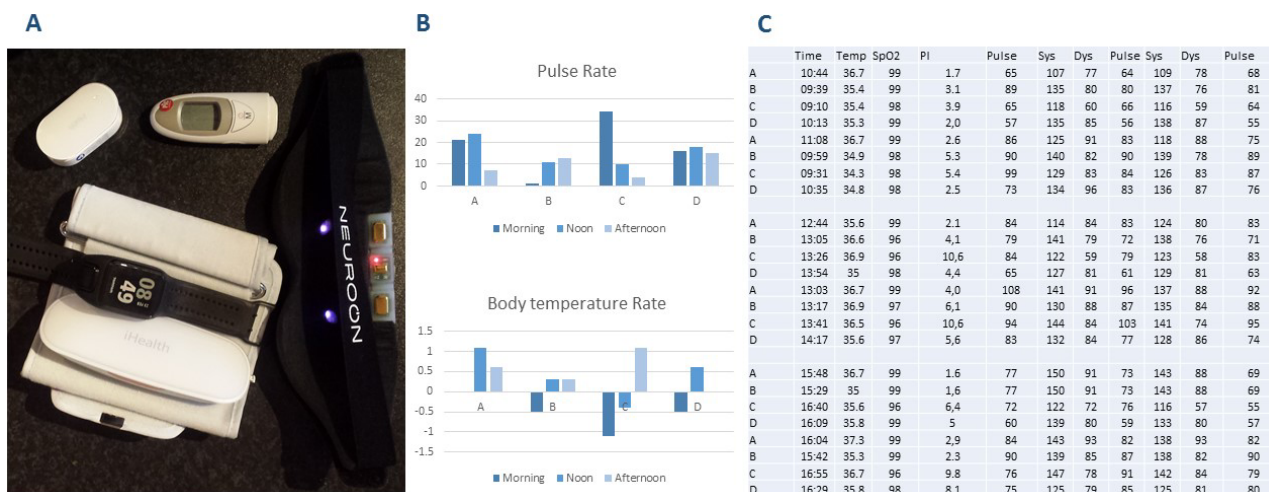 A
NEUROON
08
49
iHealth
B
Pulse Rate
40
30
20
10
0
A B C D
Morning Noon Afternoon
Body temperature Rate
1.5
1
0.5
0
-0.5
-1
-1.5
A B C D
Morning Noon Afternoon
C
Time Temp SpO2 PI Pulse Sys Dys Pulse Sys Dys Pulse
A 10:44 36.7 99 1.7 65 107 77 64 109 78 68
B 09:39 35.4 99 3.1 89 135 80 80 137 76 81
C 09:10 35.4 98 3.9 65 118 60 66 116 59 64
D 10:13 35.3 99 2,0 57 135 85 56 138 87 55
A 11:08 36.7 99 2.6 86 125 91 83 118 88 75
B 09:59 34.9 98 5.3 90 140 82 90 139 78 89
C 09:31 34.3 98 5.4 99 129 83 84 126 83 87
D 10:35 34.8 98 2.5 73 134 96 83 136 87 76
A 12:44 35.6 99 2.1 84 114 84 83 124 80 83
B 13:05 36.6 96 4,1 79 141 79 72 138 76 71
C 13:26 36.9 96 10,6 84 122 59 79 123 58 83
D 13:54 35 98 4,4 65 127 81 61 129 81 63
A 13:03 36.7 99 4,0 108 141 91 96 137 88 92
B 13:17 36.9 97 6,1 90 130 88 87 135 84 88
C 13:41 36.5 96 10,6 94 144 84 103 141 74 95
D 14:17 35.6 97 5,6 83 132 84 77 128 86 74
A 15:48 36.7 99 1.6 77 150 91 73 143 88 69
B 15:29 35 99 1,6 77 150 91 73 143 88 69
C 16:40 35.6 96 6,4 72 122 72 76 116 57 55
D 16:09 35.8 99 5 60 139 80 59 133 80 57
A 16:04 37.3 99 2,9 84 143 93 82 138 93 82
B 15:42 35.3 99 2.3 90 139 85 87 138 82 90
C 16:55 36.7 96 9.8 76 147 78 91 142 84 79
D 16:29 35.8 98 8.1 75 125 79 85 125 81 80